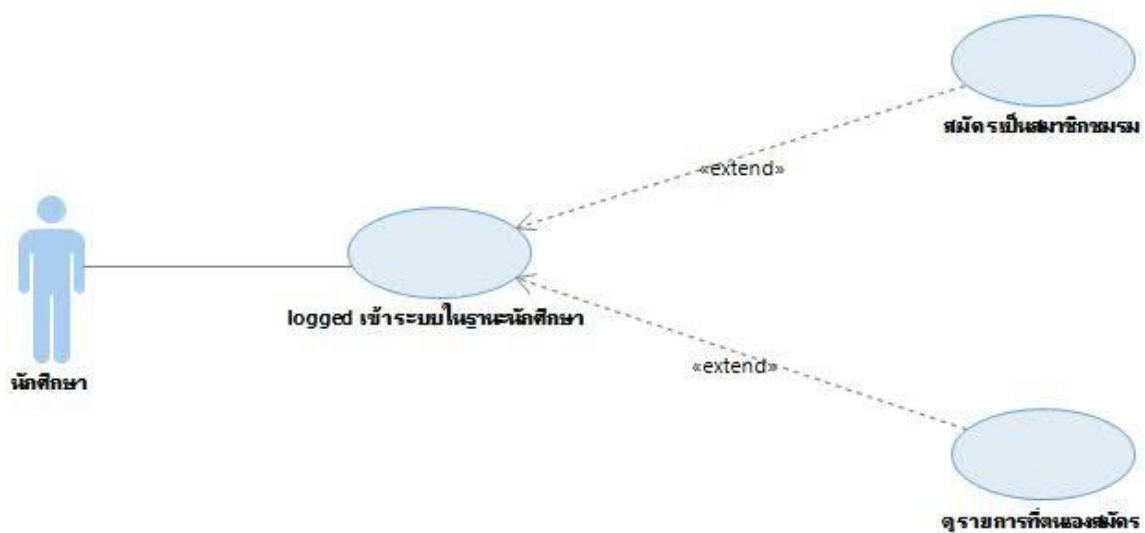 สมัครเป็นสมาชิกชมรม
«extend»
logged เข้าระบบในฐานะนักศึกษา
«extend»
นักศึกษา
ดูรายการที่ตนเองสมัคร